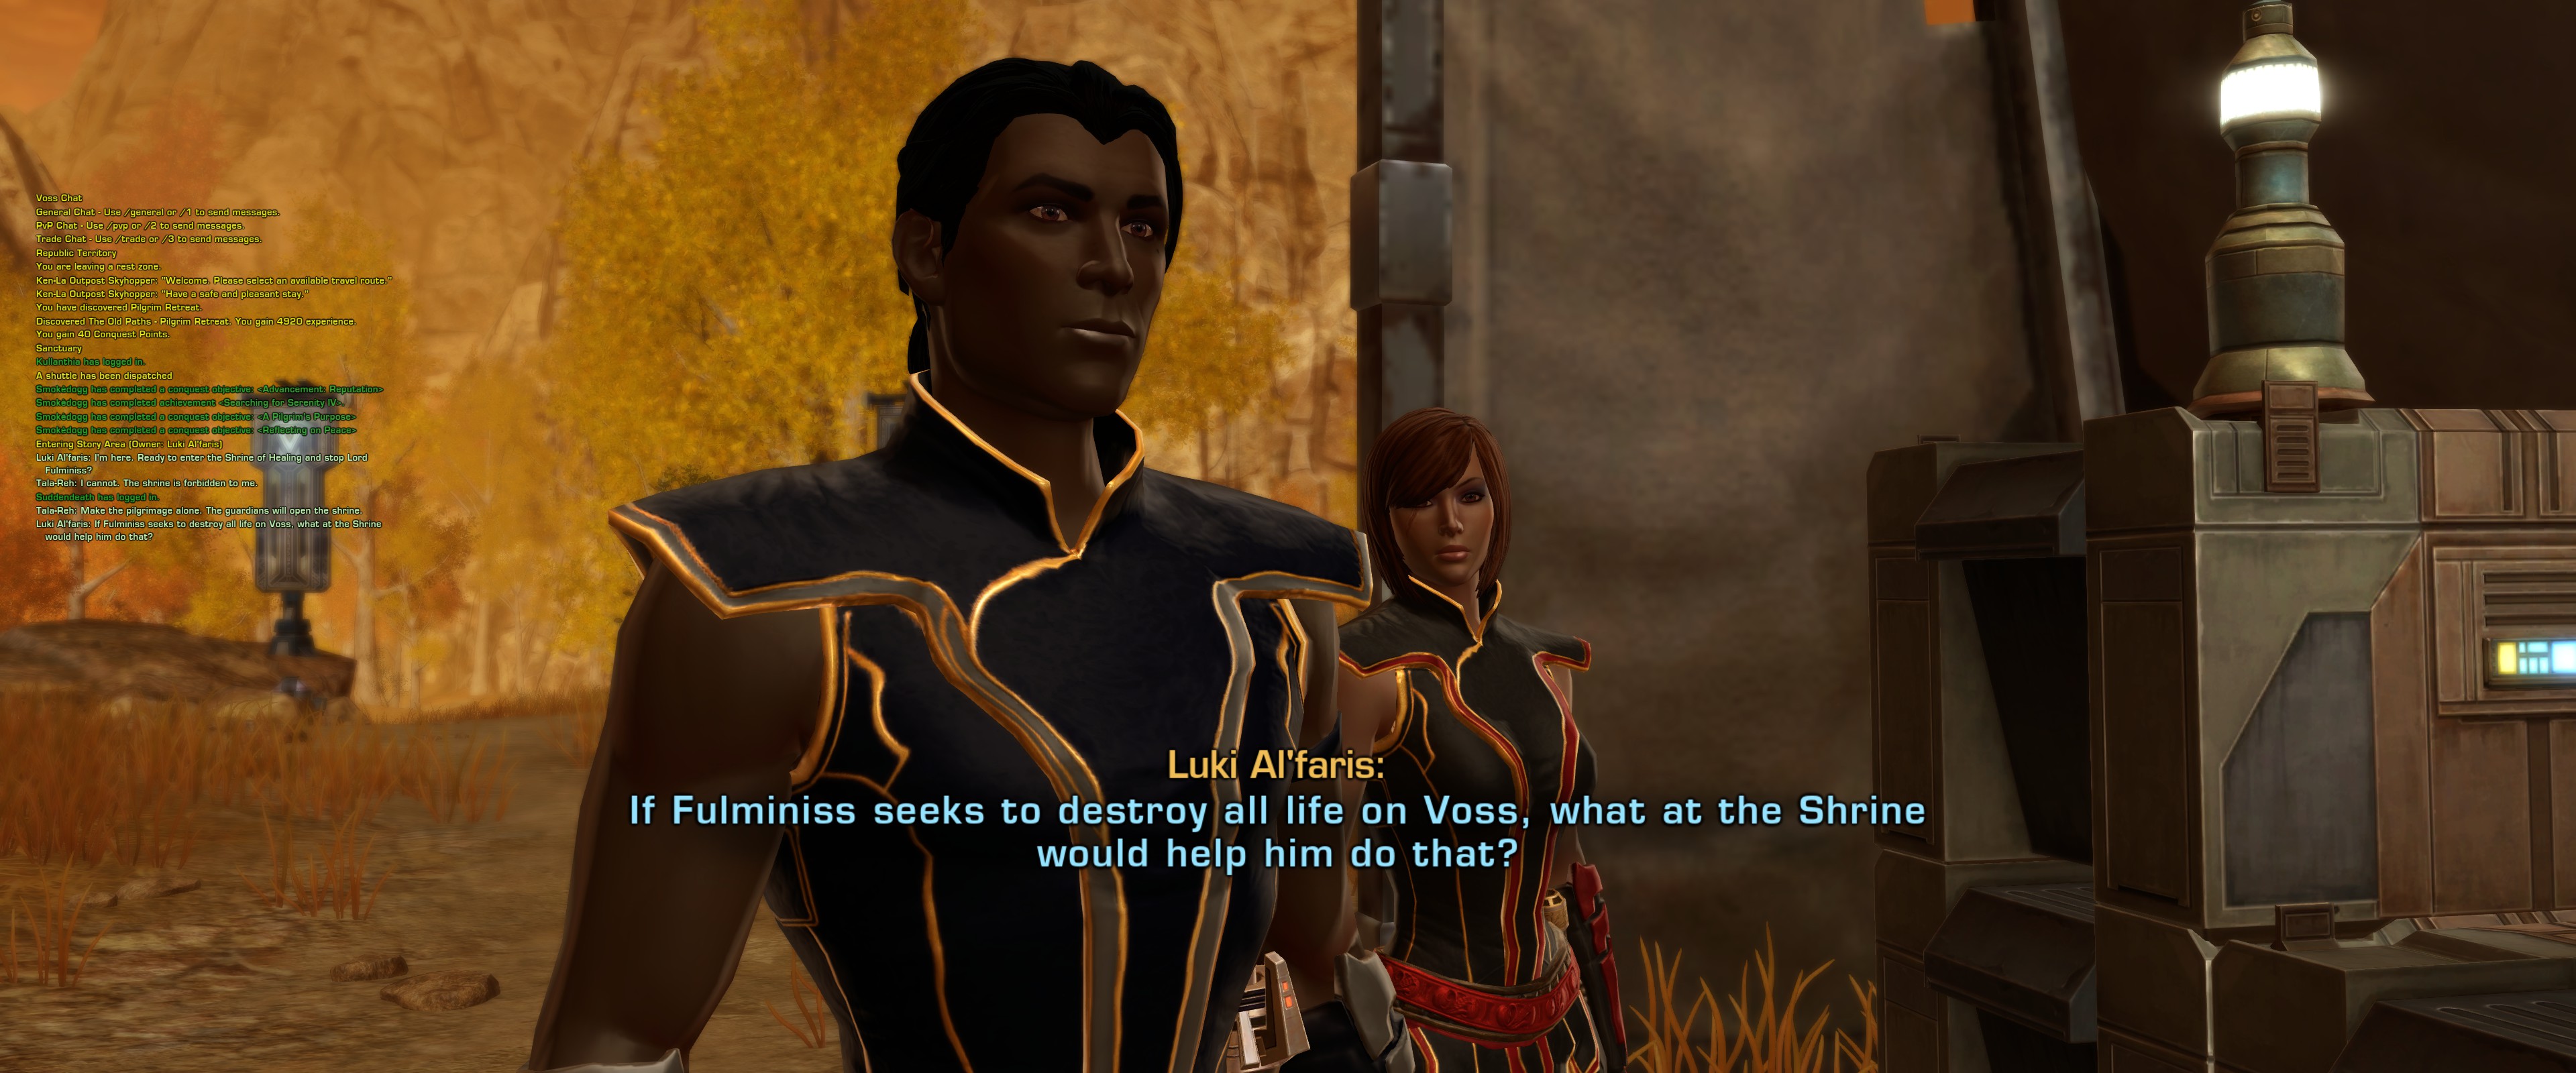 Voss Chat
General Chat - Use /general or /1 to send messages.
PvP Chat - Use /pvp or /2 to send messages.
Trade Chat - Use /trade or /3 to send messages.
Republic Territory
You are leaving a rest zone.
Ken-La Outpost Skyhopper: "Welcome. Please select an available travel route."
Ken-La Outpost Skyhopper: "Have a safe and pleasant stay."
You have discovered Pilgrim Retreat.
Discovered The Old Paths - Pilgrim Retreat. You gain 4920 experience.
You gain 40 Conquest Points.
Sanctuary
Kullanthia has logged in.
A shuttle has been dispatched
Smokëdogg has completed a conquest objective: <Advancement: Reputation>
Smokëdogg has completed achievement <Searching for Serenity IV>.
Smokëdogg has completed a conquest objective: <A Pilgrim's Purpose>
Smokëdogg has completed a conquest objective: <Reflecting on Peace>
Entering Story Area (Owner: Luki Al'faris)
Luki Al'faris: I'm here. Ready to enter the Shrine of Healing and stop Lord
Fulminiss?
Tala-Reh: I cannot. The shrine is forbidden to me.
Suddendeath has logged in.
Tala-Reh: Make the pilgrimage alone. The guardians will open the shrine.
Luki Al'faris: If Fulminiss seeks to destroy all life on Voss, what at the Shrine
would help him do that?
Luki Al'faris:
If Fulminiss seeks to destroy all life on Voss, what at the Shrine
would help him do that?